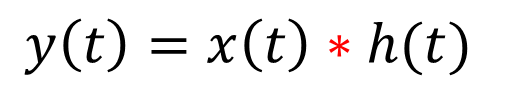 y(t) = x(t) * h(t)